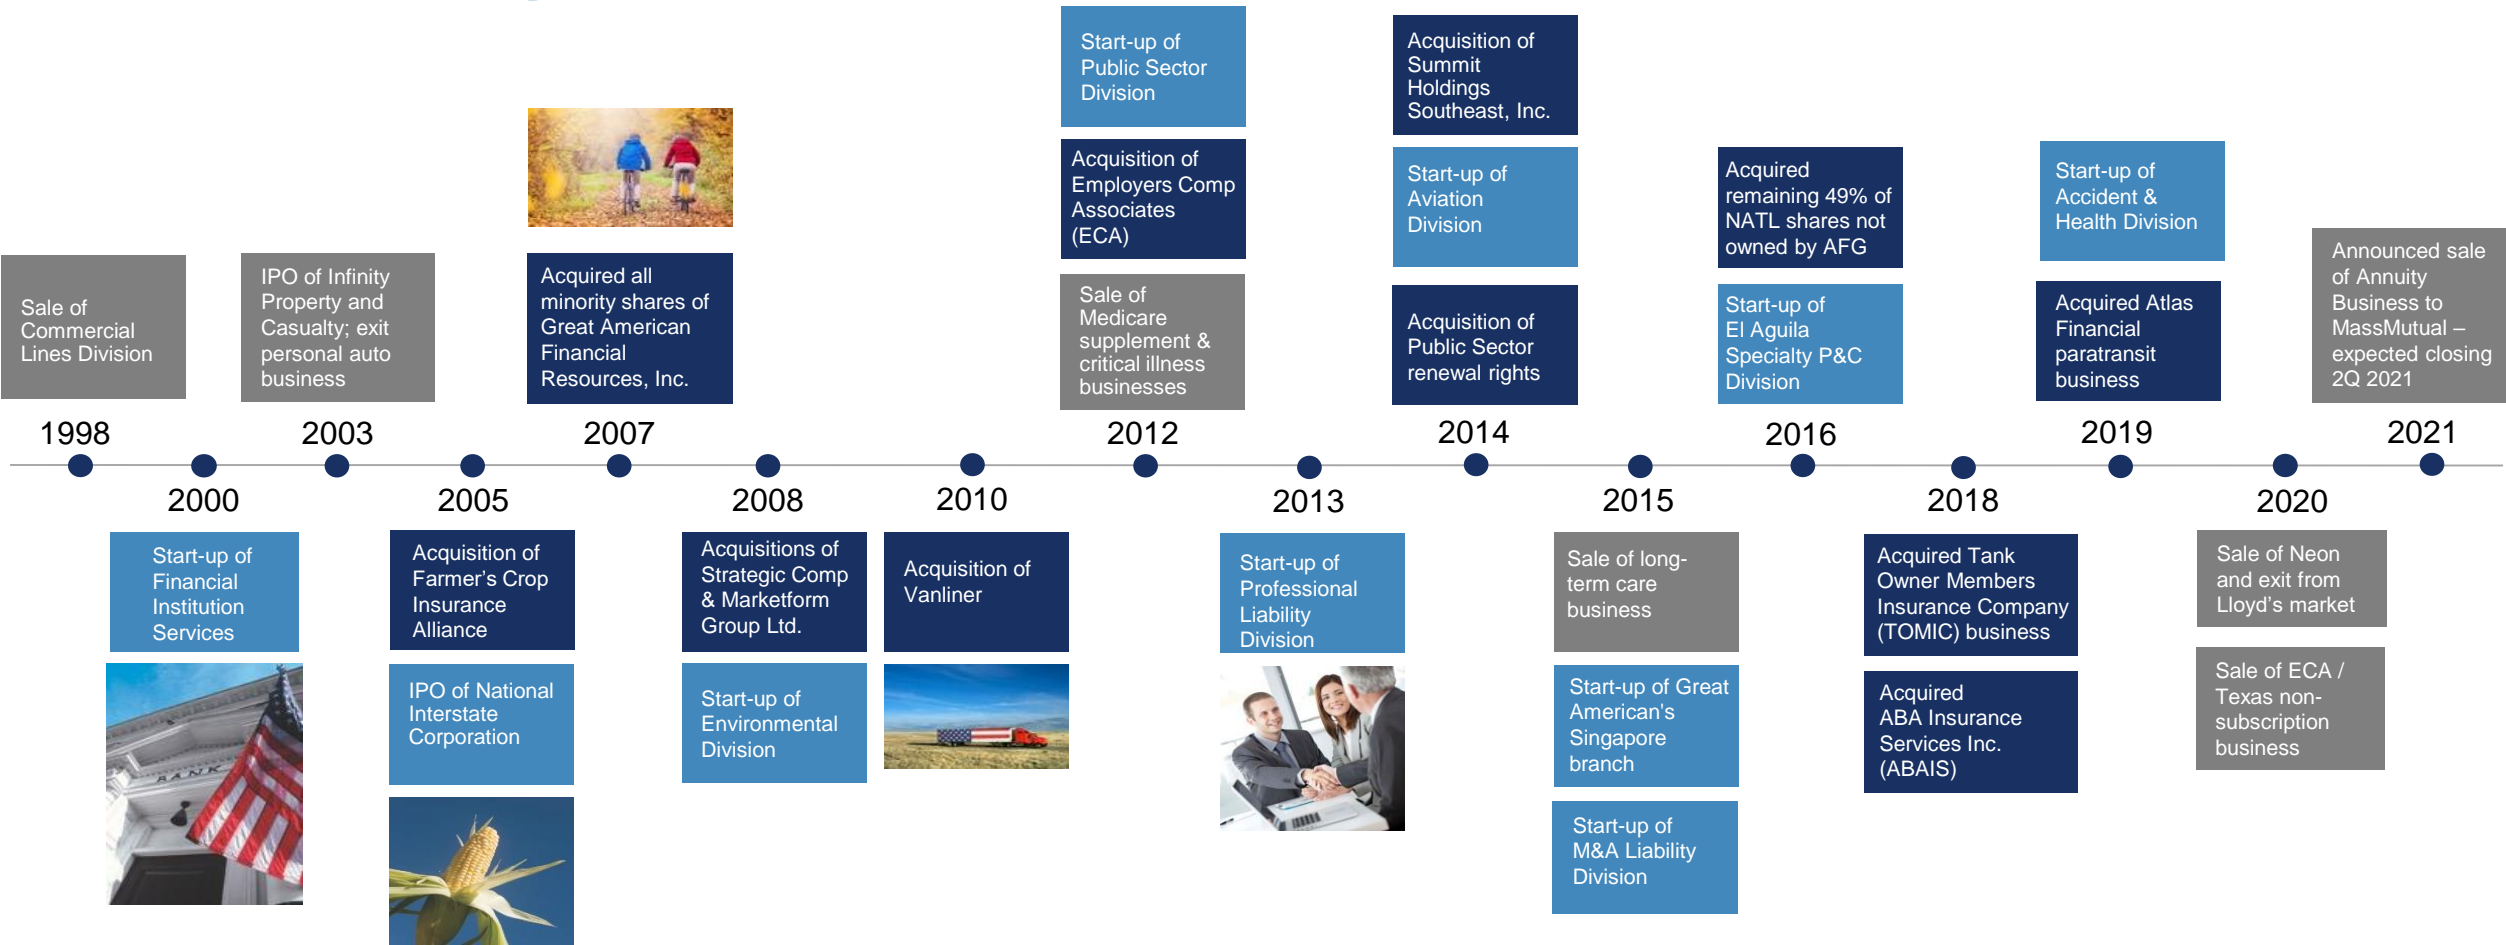 Sale of
Commercial
Lines Division
1998
Start-up of
Financial
Institution
Services
2000
BANK
IPO of Infinity
Property and
Casualty; exit
personal auto
business
2003
2005
Acquisition of
Farmer’s Crop
Insurance
Alliance
IPO of National
Interstate
Corporation
Acquired all
minority shares of
Great American
Financial
Resources, Inc.
2007
2008
Acquisitions of
Strategic Comp
& Marketform
Group Ltd.
Start-up of
Environmental
Division
2010
Acquisition of
Vanliner
Start-up of
Public Sector
Division
Acquisition of
Employers Comp
Associates
(ECA)
Sale of
Medicare
supplement &
critical illness
businesses
2012
2013
Start-up of
Professional
Liability
Division
Acquisition of
Summit
Holdings
Southeast, Inc.
Start-up of
Aviation
Division
Acquisition of
Public Sector
renewal rights
2014
2015
Sale of long-
term care
business
Start-up of Great
American's
Singapore
branch
Start-up of
M&A Liability
Division
Acquired
remaining 49% of
NATL shares not
owned by AFG
Start-up of
El Aguila
Specialty P&C
Division
2016
2018
Acquired Tank
Owner Members
Insurance Company
(TOMIC) business
Acquired
ABA Insurance
Services Inc.
(ABAIS)
Start-up of
Accident &
Health Division
Acquired Atlas
Financial
paratransit
business
2019
2020
Sale of Neon
and exit from
Lloyd’s market
Sale of ECA /
Texas non-
subscription
business
Announced sale
of Annuity
Business to
MassMutual –
expected closing
2Q 2021
2021